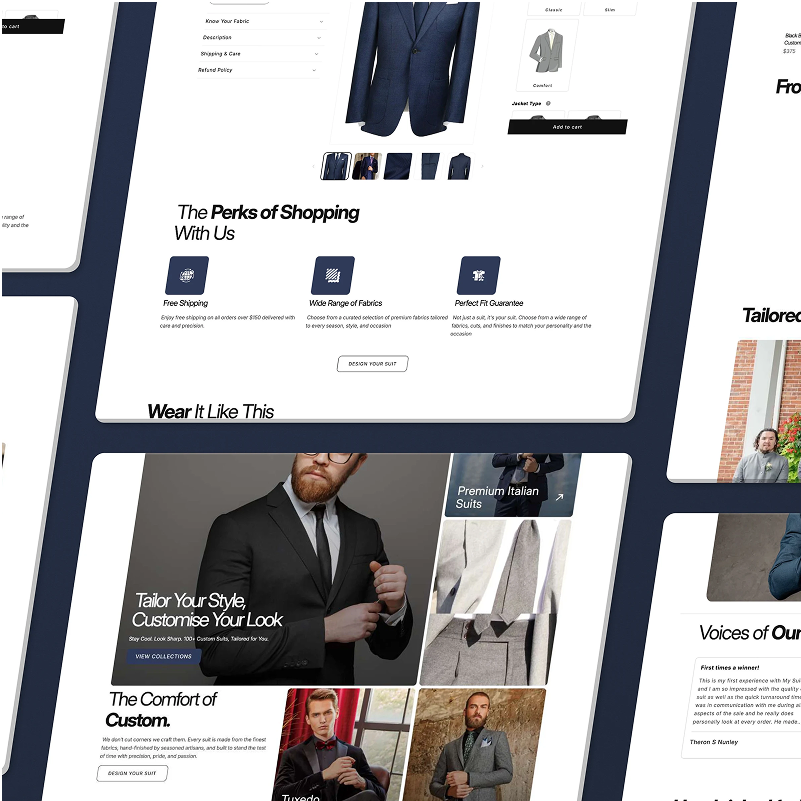 to cart
range of
lity and the
Know Your Fabric
Description
Shipping & Care
Refund Policy
Classic
Slim
Comfort
Jacket Type
Add to cart
The Perks of Shopping
With Us
Free Shipping
Enjoy free shipping on all orders over $150 delivered with
care and precision.
Wide Range of Fabrics
Choose from a curated selection of premium fabrics tailored
to every season, style, and occasion
Perfect Fit Guarantee
Not just a suit, it's your suit. Choose from a wide range of
fabrics, cuts, and finishes to match your personality and the
occasion
DESIGN YOUR SUIT
Wear It Like This
Black
Custom
$375
Fro
Tailored
Tailor Your Style,
Customise Your Look
Stay Cool. Look Sharp. 100+ Custom Suits, Tailored for You.
VIEW COLLECTIONS
Premium Italian
Suits
The Comfort of
Custom.
We don't cut corners we craft them. Every suit is made from the finest
fabrics, hand-finished by seasoned artisans, and built to stand the test
of time with precision, pride, and passion.
DESIGN YOUR SUIT
Tuxedo
Voices of Our
First times a winner!
This is my first experience with My Sui
and I am so impressed with the quality
suit as well as the quick turnaround time
was in communication with me during al
aspects of the sale and he really does
personally look at every order. He made...
Theron S Nunley